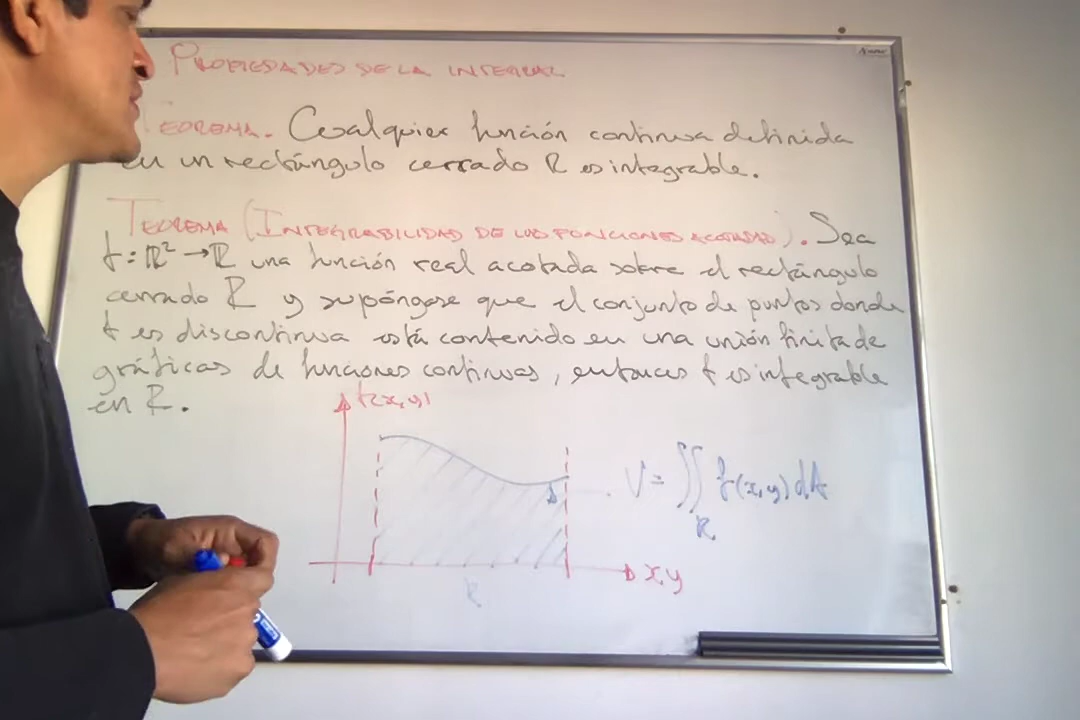 PROPIEDADES DE LA INTEGRAL
TEOREMA. Cualquier función continua definida
en un rectángulo cerrado R es integrable.
TEOREMA (INTEGRABILIDAD DE LAS FUNCIONES ACOTADAS). Sea
f: ℝ² → ℝ una función real acotada sobre el rectángulo
cerrado R y supóngase que el conjunto de puntos donde
f es discontinua está contenido en una unión finita de
gráficas de funciones continuas, entonces f es integrable
en R.
f(x,y)
V = ∬ f(x,y) dA
R
x,y
R